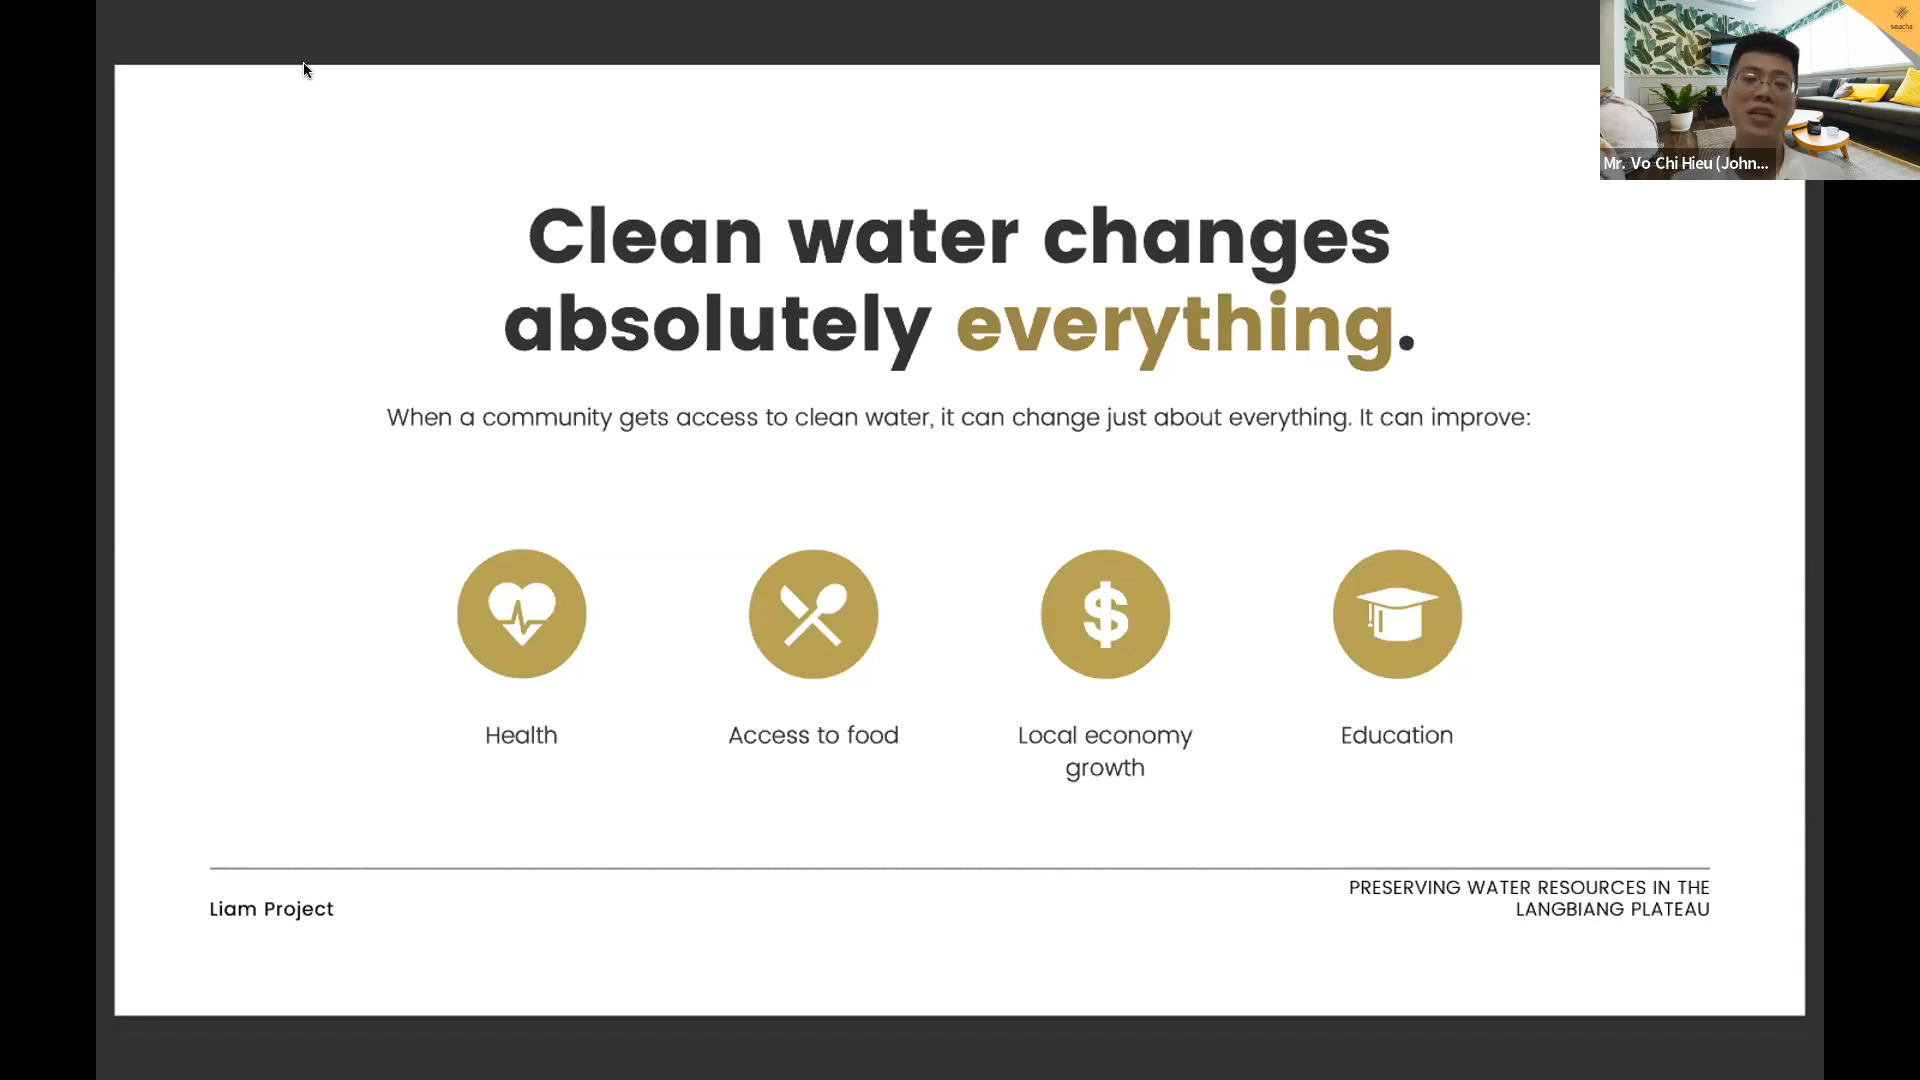 seacha
Mr. Vo Chi Hieu (John...
Clean water changes
absolutely everything.
When a community gets access to clean water, it can change just about everything. It can improve:
Health
Access to food
Local economy
growth
Education
Liam Project
PRESERVING WATER RESOURCES IN THE
LANGBIANG PLATEAU